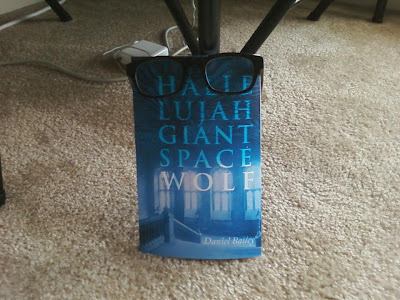 HALLE
LUJAH
GIANT
SPACE
WOLF
Daniel Bailey